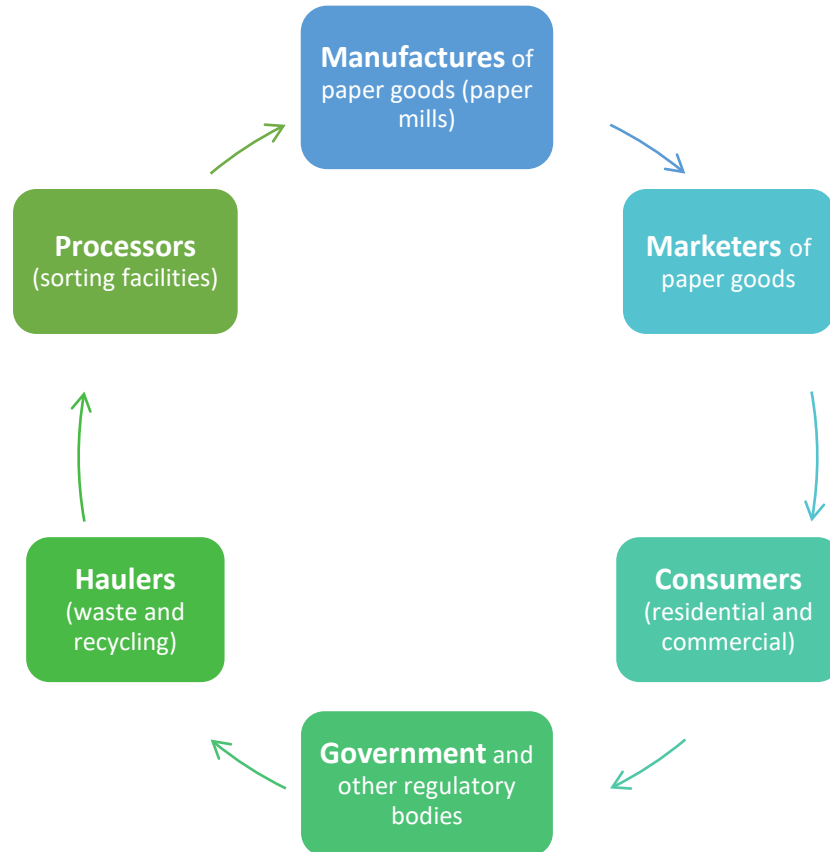 Manufactures of
paper goods (paper
mills)
Marketers of
paper goods
Consumers
(residential and
commercial)
Government and
other regulatory
bodies
Haulers
(waste and
recycling)
Processors
(sorting facilities)